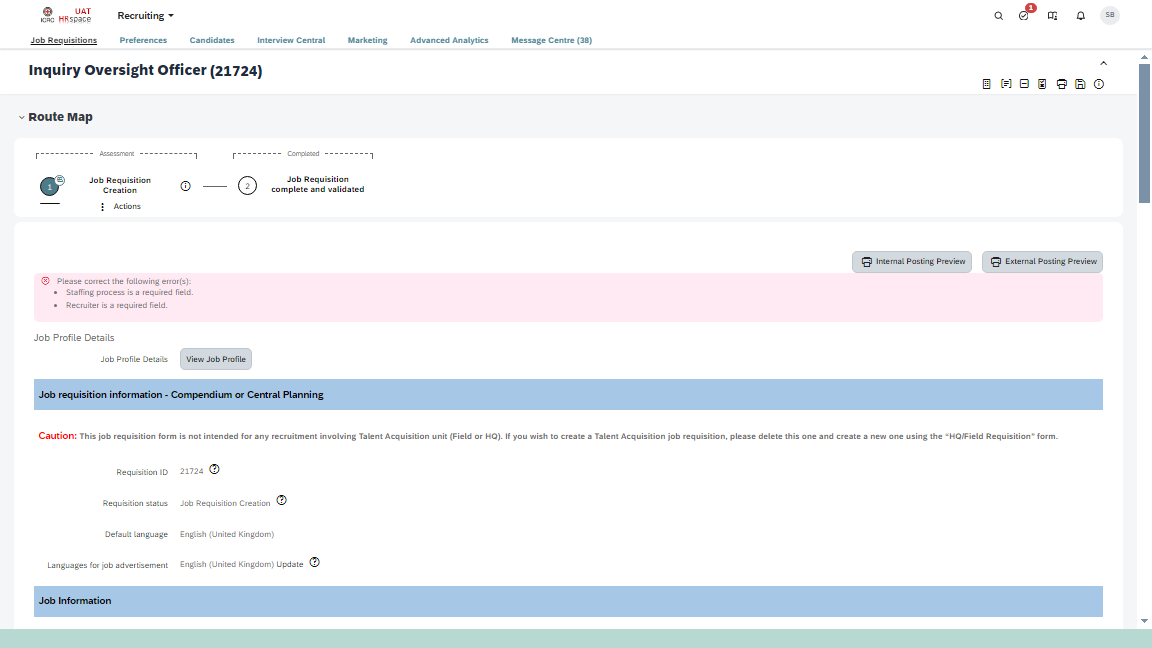 ICRC
UAT
HRspace
Recruiting
1
SB
Job Requisitions
Preferences
Candidates
Interview Central
Marketing
Advanced Analytics
Message Centre (38)
Inquiry Oversight Officer (21724)
Route Map
Assessment
Completed
1
Job Requisition
Creation
2
Job Requisition
complete and validated
Actions
Internal Posting Preview
External Posting Preview
Please correct the following error(s):
Staffing process is a required field.
Recruiter is a required field.
Job Profile Details
Job Profile Details
View Job Profile
Job requisition information - Compendium or Central Planning
Caution: This job requisition form is not intended for any recruitment involving Talent Acquisition unit (Field or HQ). If you wish to create a Talent Acquisition job requisition, please delete this one and create a new one using the “HQ/Field Requisition” form.
Requisition ID 21724
Requisition status Job Requisition Creation
Default language English (United Kingdom)
Languages for job advertisement English (United Kingdom) Update
Job Information